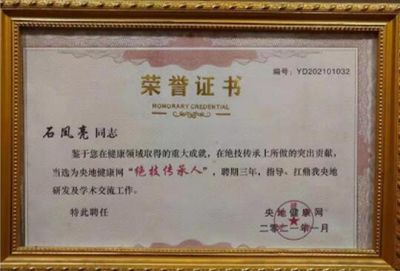 编号：YD202101032
荣誉证书
HONORARY CREDENTIAL
石凤亮 同志
鉴于您在健康领域取得的重大成就，在绝技传承上所做的突出贡献，
当选为央地健康网“绝技传承人”，聘期三年，指导、扛鼎我央地
研发及学术交流工作。
特此聘任
央地健康网
二零二一年一月